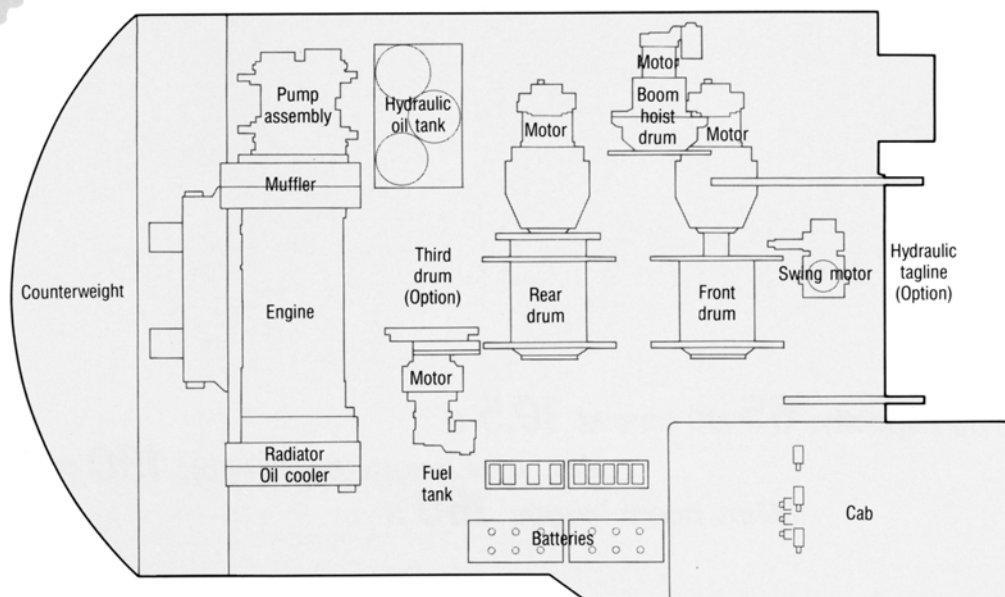 Pump
assembly
Hydraulic
oil tank
Motor
Boom
hoist
drum
Motor
Motor
Muffler
Counterweight
Engine
Third
drum
(Option)
Rear
drum
Front
drum
Swing motor
Hydraulic
tagline
(Option)
Motor
Radiator
Oil cooler
Fuel
tank
Batteries
Cab